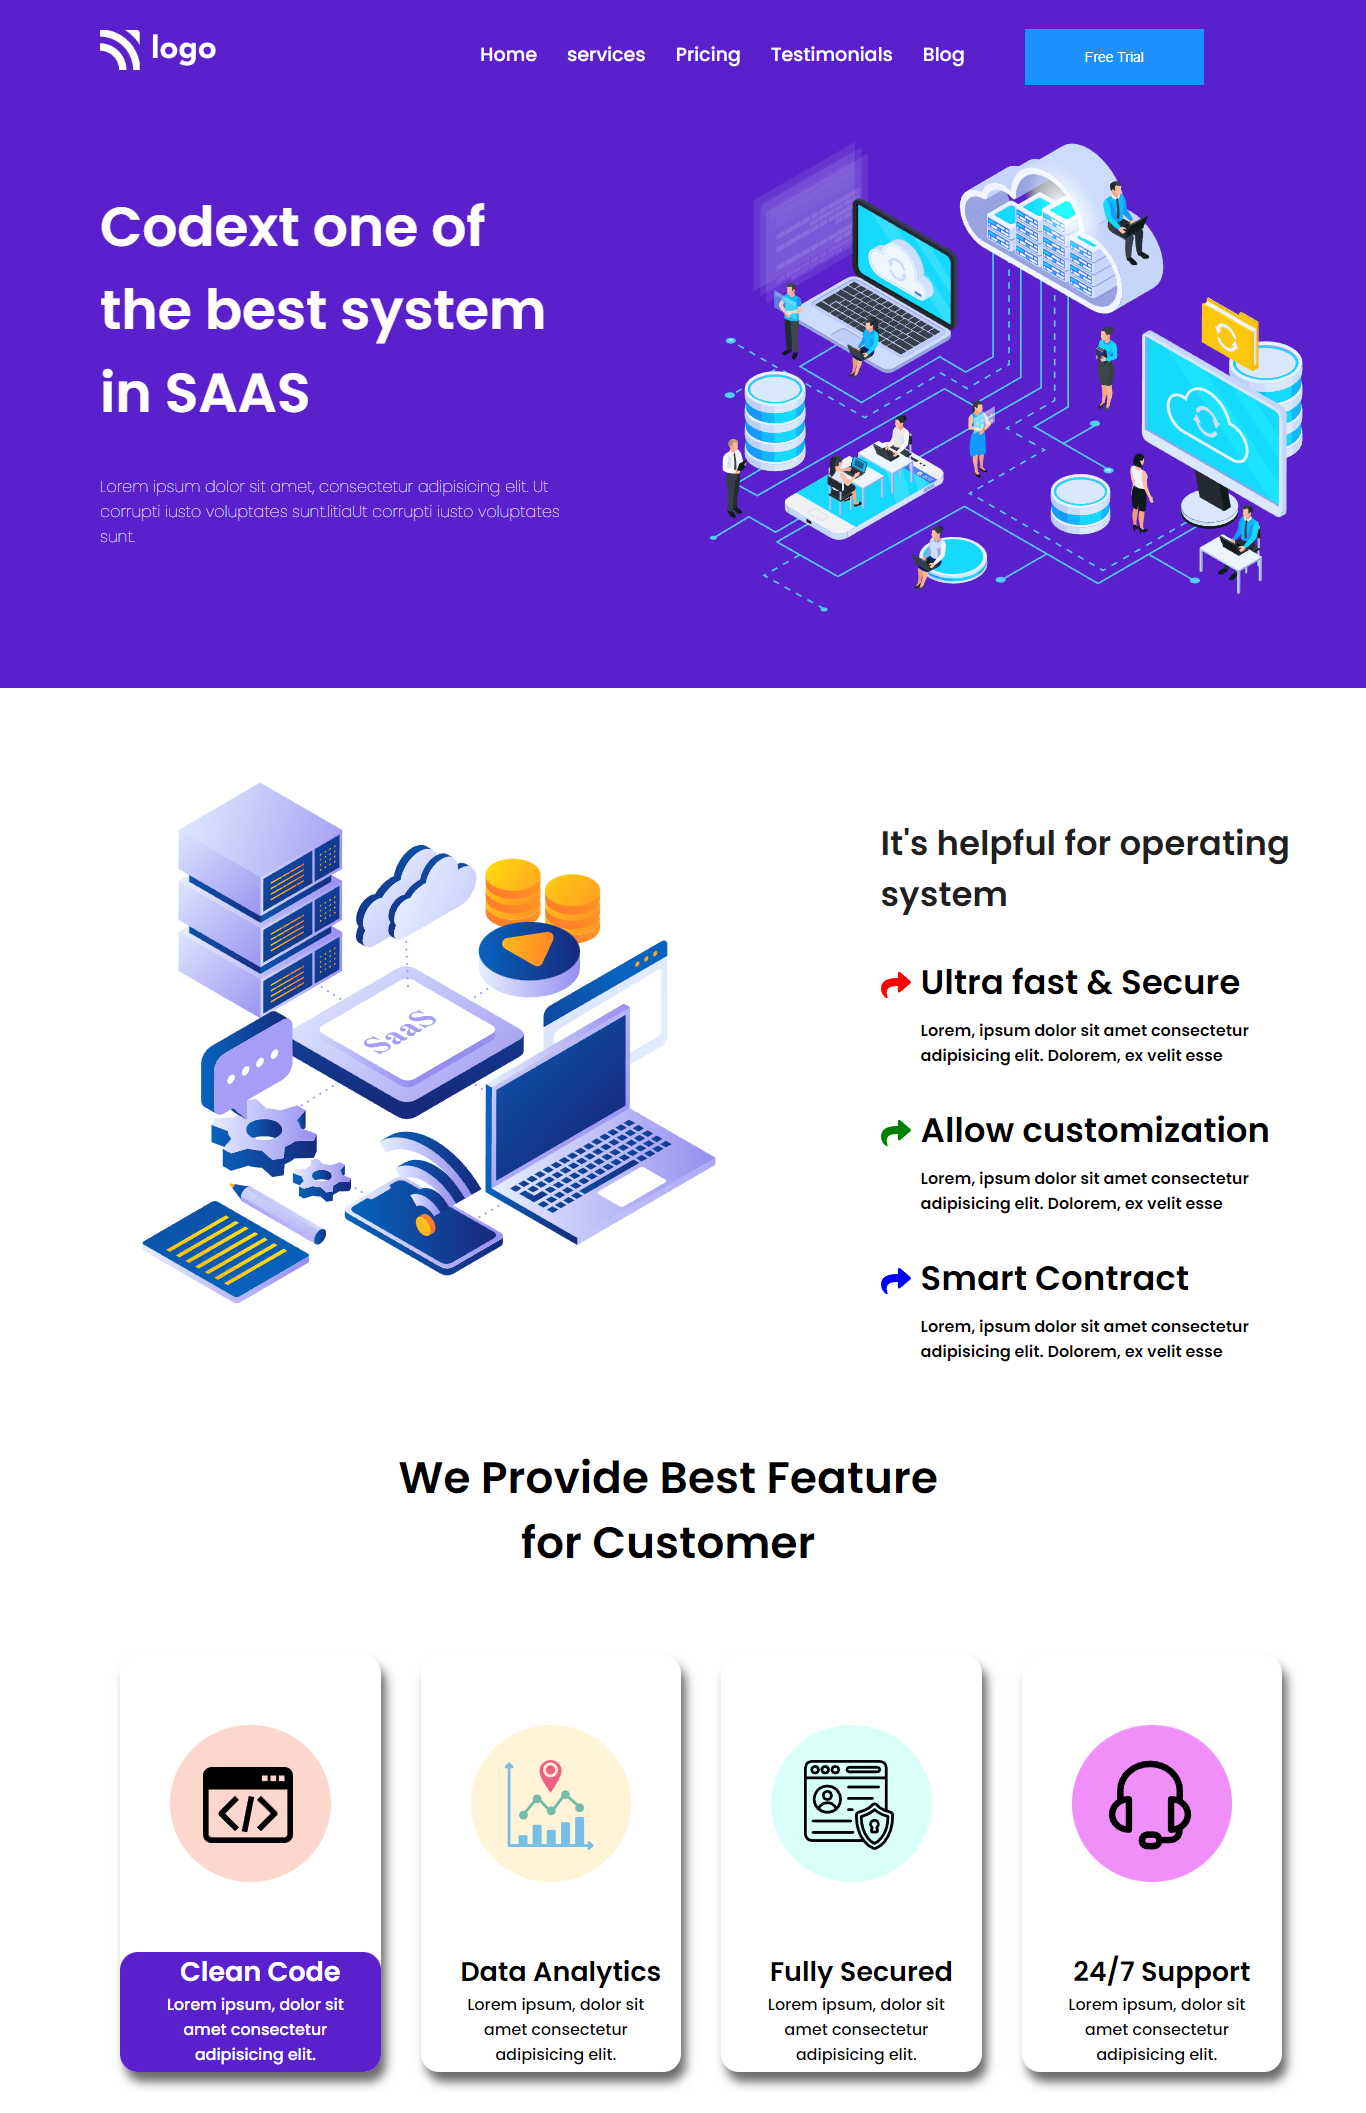 logo
Home services Pricing Testimonials Blog Free Trial
Codext one of
the best system
in SAAS
Lorem ipsum dolor sit amet, consectetur adipisicing elit. Ut
corrupti iusto voluptates sunt.litiaUt corrupti iusto voluptates
sunt.
SaaS
It's helpful for operating
system
Ultra fast & Secure
Lorem, ipsum dolor sit amet consectetur
adipisicing elit. Dolorem, ex velit esse
Allow customization
Lorem, ipsum dolor sit amet consectetur
adipisicing elit. Dolorem, ex velit esse
Smart Contract
Lorem, ipsum dolor sit amet consectetur
adipisicing elit. Dolorem, ex velit esse
We Provide Best Feature
for Customer
Clean Code
Lorem ipsum, dolor sit
amet consectetur
adipisicing elit.
Data Analytics
Lorem ipsum, dolor sit
amet consectetur
adipisicing elit.
Fully Secured
Lorem ipsum, dolor sit
amet consectetur
adipisicing elit.
24/7 Support
Lorem ipsum, dolor sit
amet consectetur
adipisicing elit.